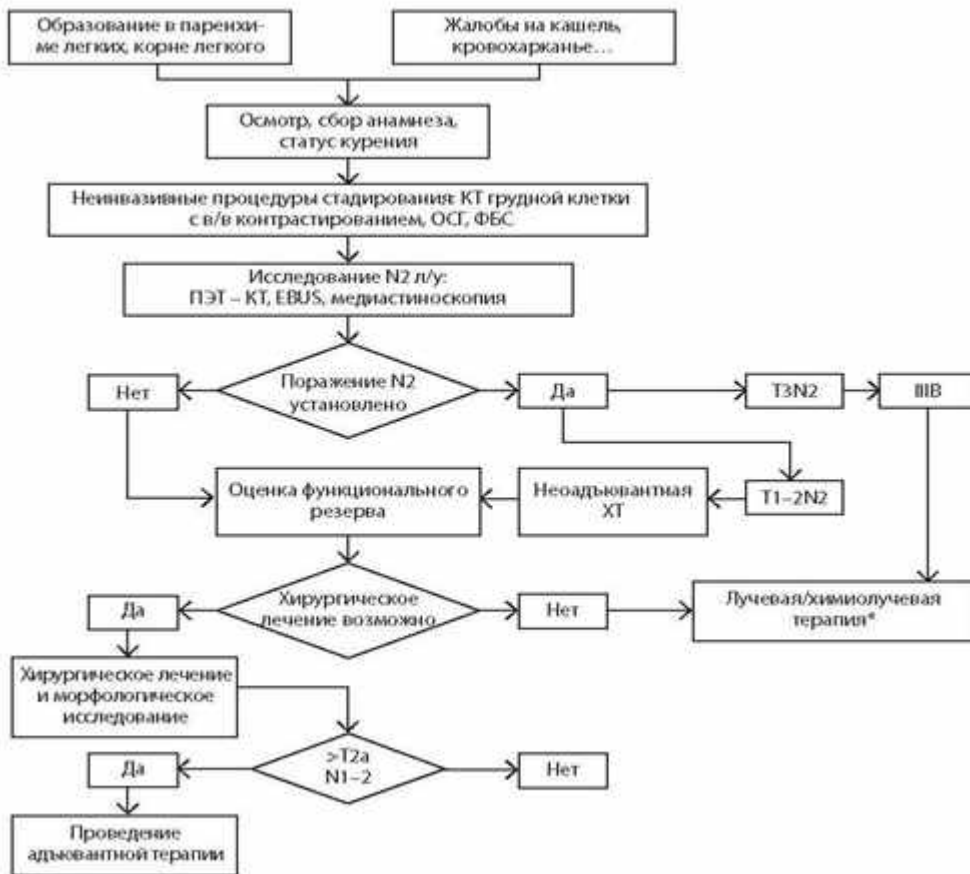 Образование в паренхи-
ме легких, корне легкого
Жалобы на кашель,
кровохарканье...
Осмотр, сбор анамнеза,
статус курения
Неинвазивные процедуры стадирования: КТ грудной клетки
с в/в контрастированием, ОСГ, ФБС
Исследование N2 л/у:
ПЭТ – КТ, EBUS, медиастиноскопия
Нет
Поражение N2
установлено
Да
T3N2
IIIB
Оценка функционального
резерва
Неоадъювантная
ХТ
T1–2N2
Да
Хирургическое
лечение возможно
Нет
Лучевая/химиолучевая
терапия*
Хирургическое лечение
и морфологическое
исследование
Да
>T2a
N1–2
Нет
Проведение
адъювантной терапии